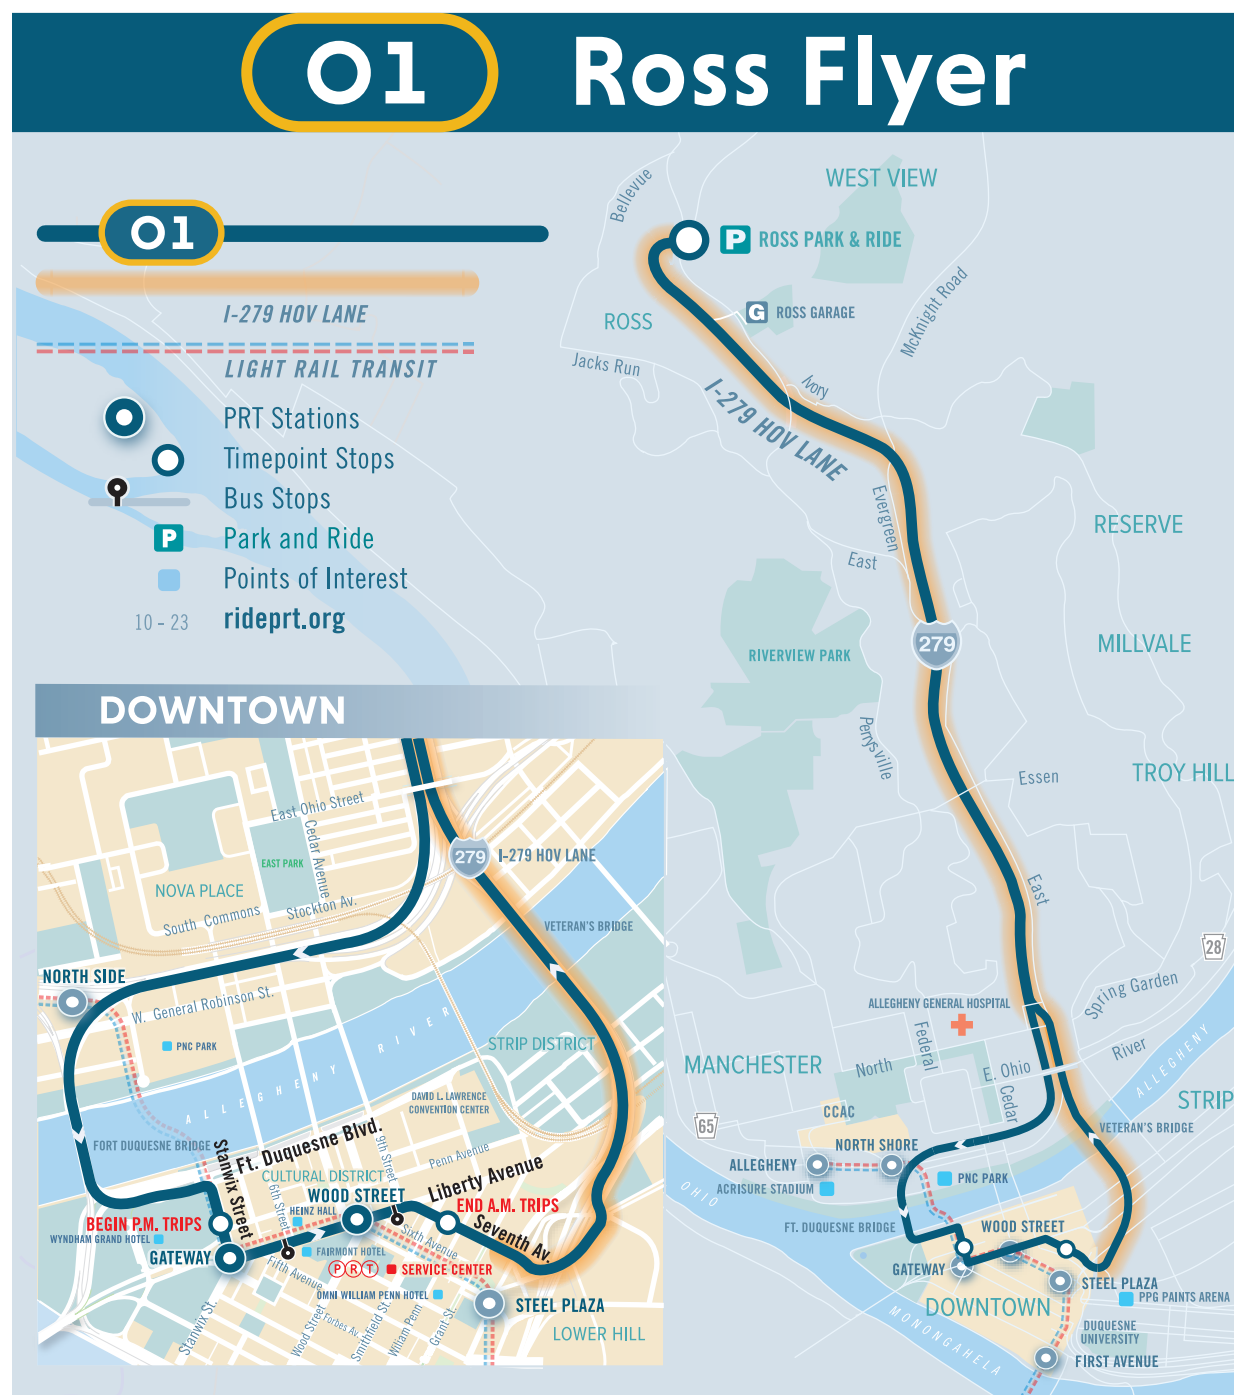 O1 Ross Flyer
O1
I-279 HOV LANE
LIGHT RAIL TRANSIT
PRT Stations
Timepoint Stops
Bus Stops
P Park and Ride
Points of Interest
10 - 23 rideprt.org
WEST VIEW
Bellevue
P ROSS PARK & RIDE
McKnight Road
G ROSS GARAGE
ROSS
Jacks Run
Ivory
I-279 HOV LANE
Evergreen
East
RESERVE
279
MILLVALE
RIVERVIEW PARK
Perrysville
Essen
TROY HILL
East
28
Spring Garden
ALLEGHENY GENERAL HOSPITAL
Federal
River
ALLEGHENY
MANCHESTER
North
E. Ohio
Cedar
STRIP
65
CCAC
VETERAN'S BRIDGE
NORTH SHORE
ALLEGHENY
ACRISURE STADIUM
PNC PARK
OHIO
FT. DUQUESNE BRIDGE
WOOD STREET
GATEWAY
STEEL PLAZA
PPG PAINTS ARENA
DOWNTOWN
DUQUESNE
UNIVERSITY
MONONGAHELA
FIRST AVENUE
DOWNTOWN
East Ohio Street
Cedar Avenue
279
I-279 HOV LANE
EAST PARK
NOVA PLACE
South Commons
Stockton Av.
VETERAN'S BRIDGE
NORTH SIDE
W. General Robinson St.
PNC PARK
ALLEGHENY RIVER
STRIP DISTRICT
DAVID L. LAWRENCE
CONVENTION CENTER
FORT DUQUESNE BRIDGE
Stanwix Street
Ft. Duquesne Blvd.
9th Street
Penn Avenue
CULTURAL DISTRICT
6th Street
WOOD STREET
Liberty Avenue
HEINZ HALL
END A.M. TRIPS
BEGIN P.M. TRIPS
Seventh Av.
WYNDHAM GRAND HOTEL
Sixth Avenue
GATEWAY
FAIRMONT HOTEL
Fifth Avenue
PRT SERVICE CENTER
OMNI WILLIAM PENN HOTEL
STEEL PLAZA
Stanwix St.
Wood Street
Forbes Av.
Smithfield St.
William Penn
Grant St.
LOWER HILL